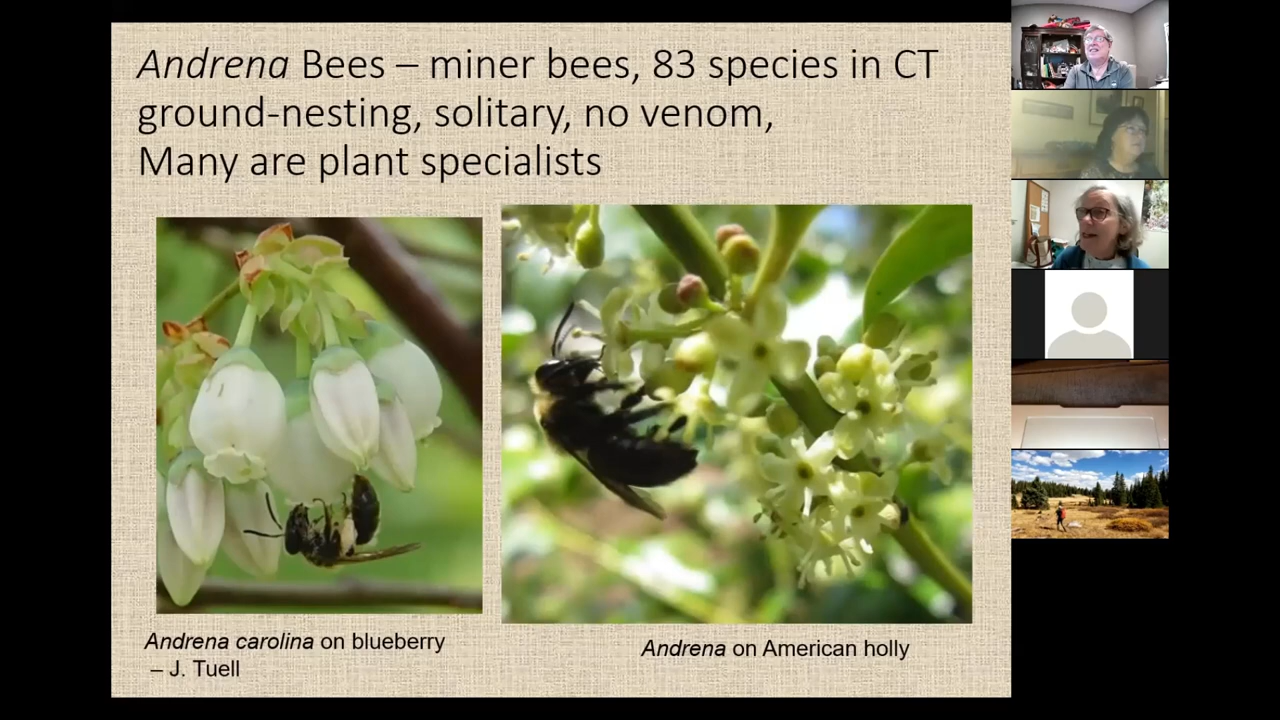 Andrena Bees – miner bees, 83 species in CT
ground-nesting, solitary, no venom,
Many are plant specialists
Andrena carolina on blueberry
– J. Tuell
Andrena on American holly